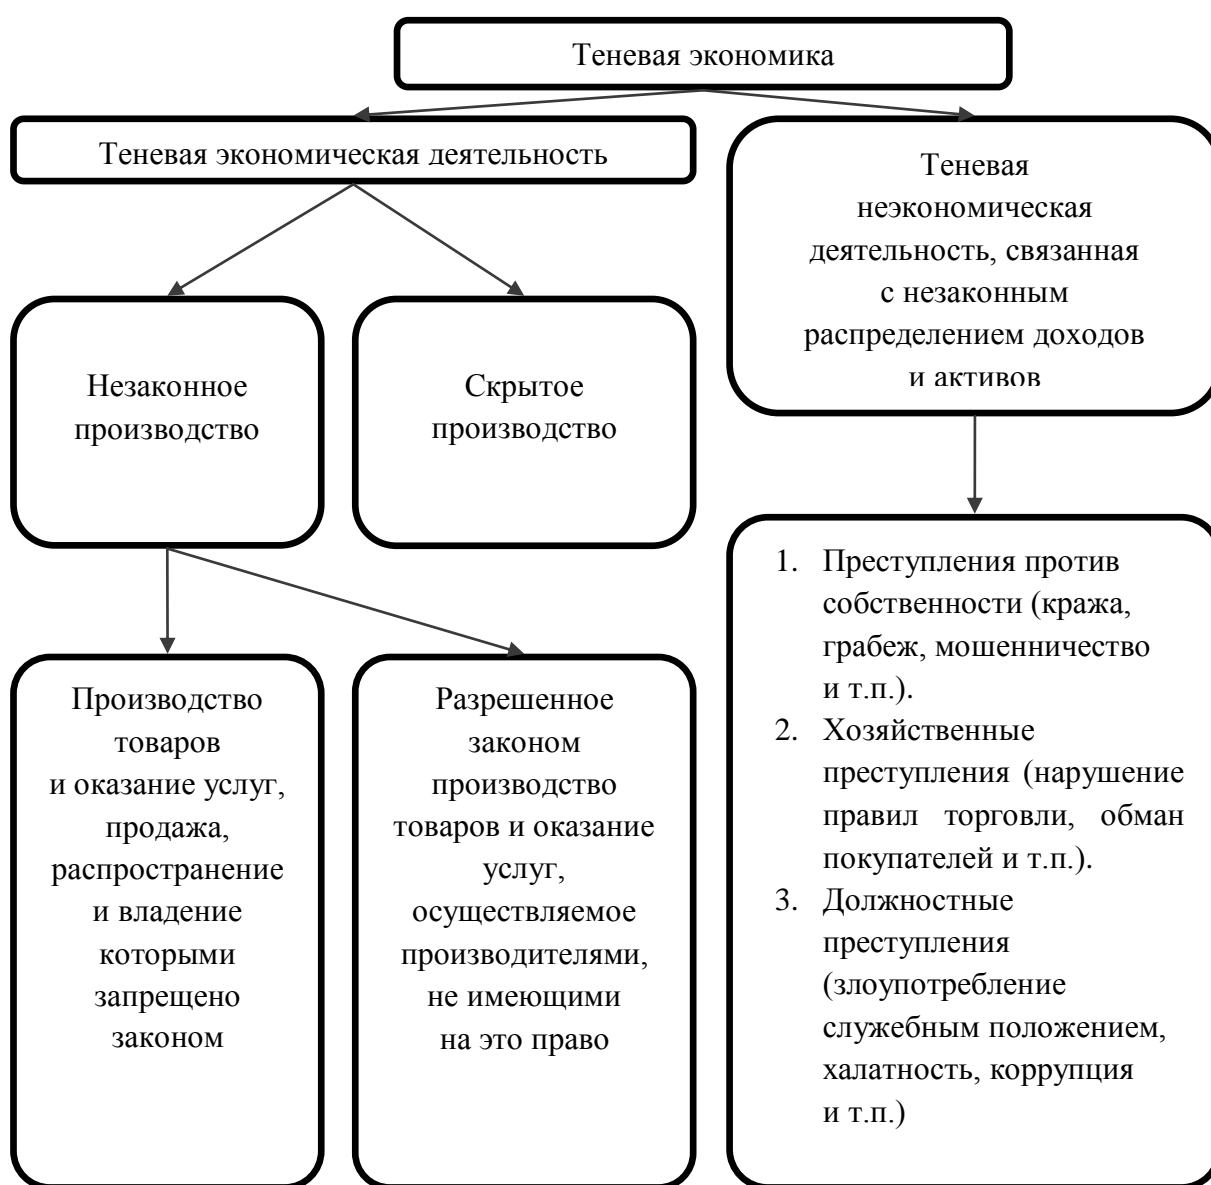 Теневая экономика
Теневая экономическая деятельность
Теневая
неэкономическая
деятельность, связанная
с незаконным
распределением доходов
и активов
Незаконное
производство
Скрытое
производство
Производство
товаров
и оказание услуг,
продажа,
распространение
и владение
которыми
запрещено
законом
Разрешенное
законом
производство
товаров и оказание
услуг,
осуществляемое
производителями,
не имеющими
на это право
1. Преступления против
собственности (кража,
грабеж, мошенничество
и т.п.).
2. Хозяйственные
преступления (нарушение
правил торговли, обман
покупателей и т.п.).
3. Должностные
преступления
(злоупотребление
служебным положением,
халатность, коррупция
и т.п.)